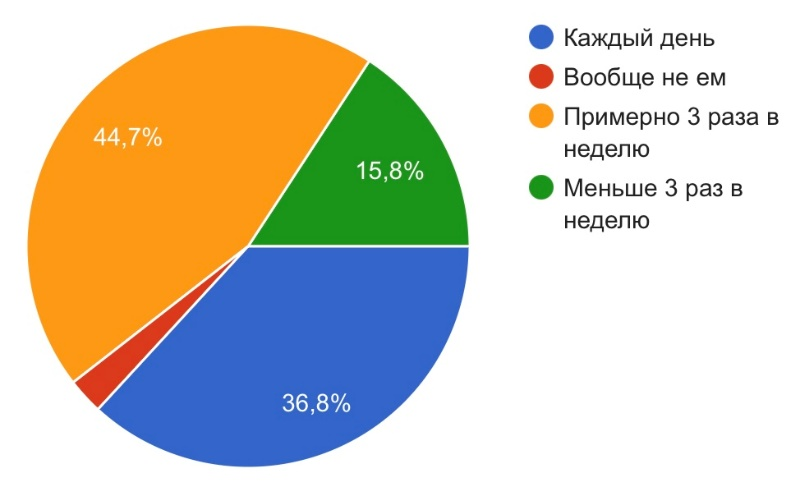 Каждый день
Вообще не ем
Примерно 3 раза в
неделю
Меньше 3 раз в
неделю
44,7%
15,8%
36,8%